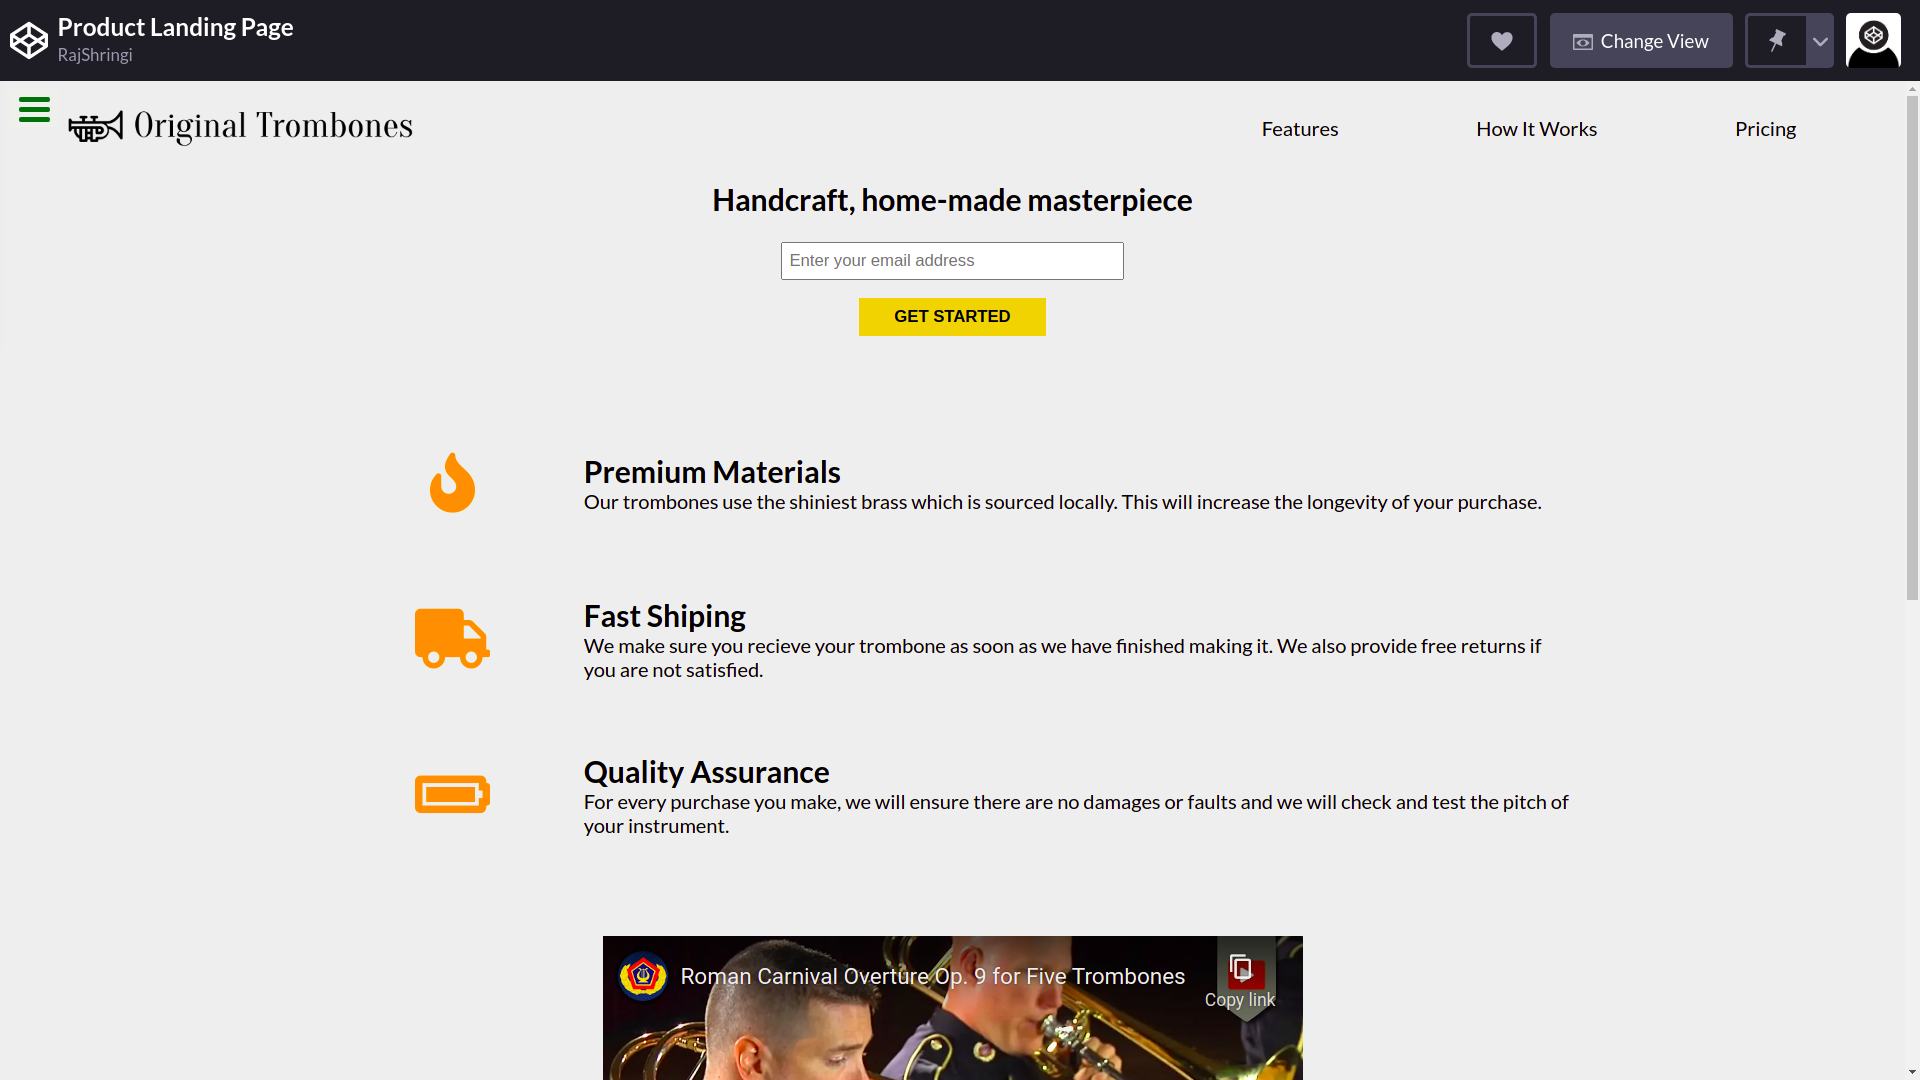 Product Landing Page
RajShringi
Change View
Original Trombones
Features
How It Works
Pricing
Handcraft, home-made masterpiece
Enter your email address
GET STARTED
Premium Materials
Our trombones use the shiniest brass which is sourced locally. This will increase the longevity of your purchase.
Fast Shiping
We make sure you recieve your trombone as soon as we have finished making it. We also provide free returns if
you are not satisfied.
Quality Assurance
For every purchase you make, we will ensure there are no damages or faults and we will check and test the pitch of
your instrument.
Roman Carnival Overture Op. 9 for Five Trombones
Copy link